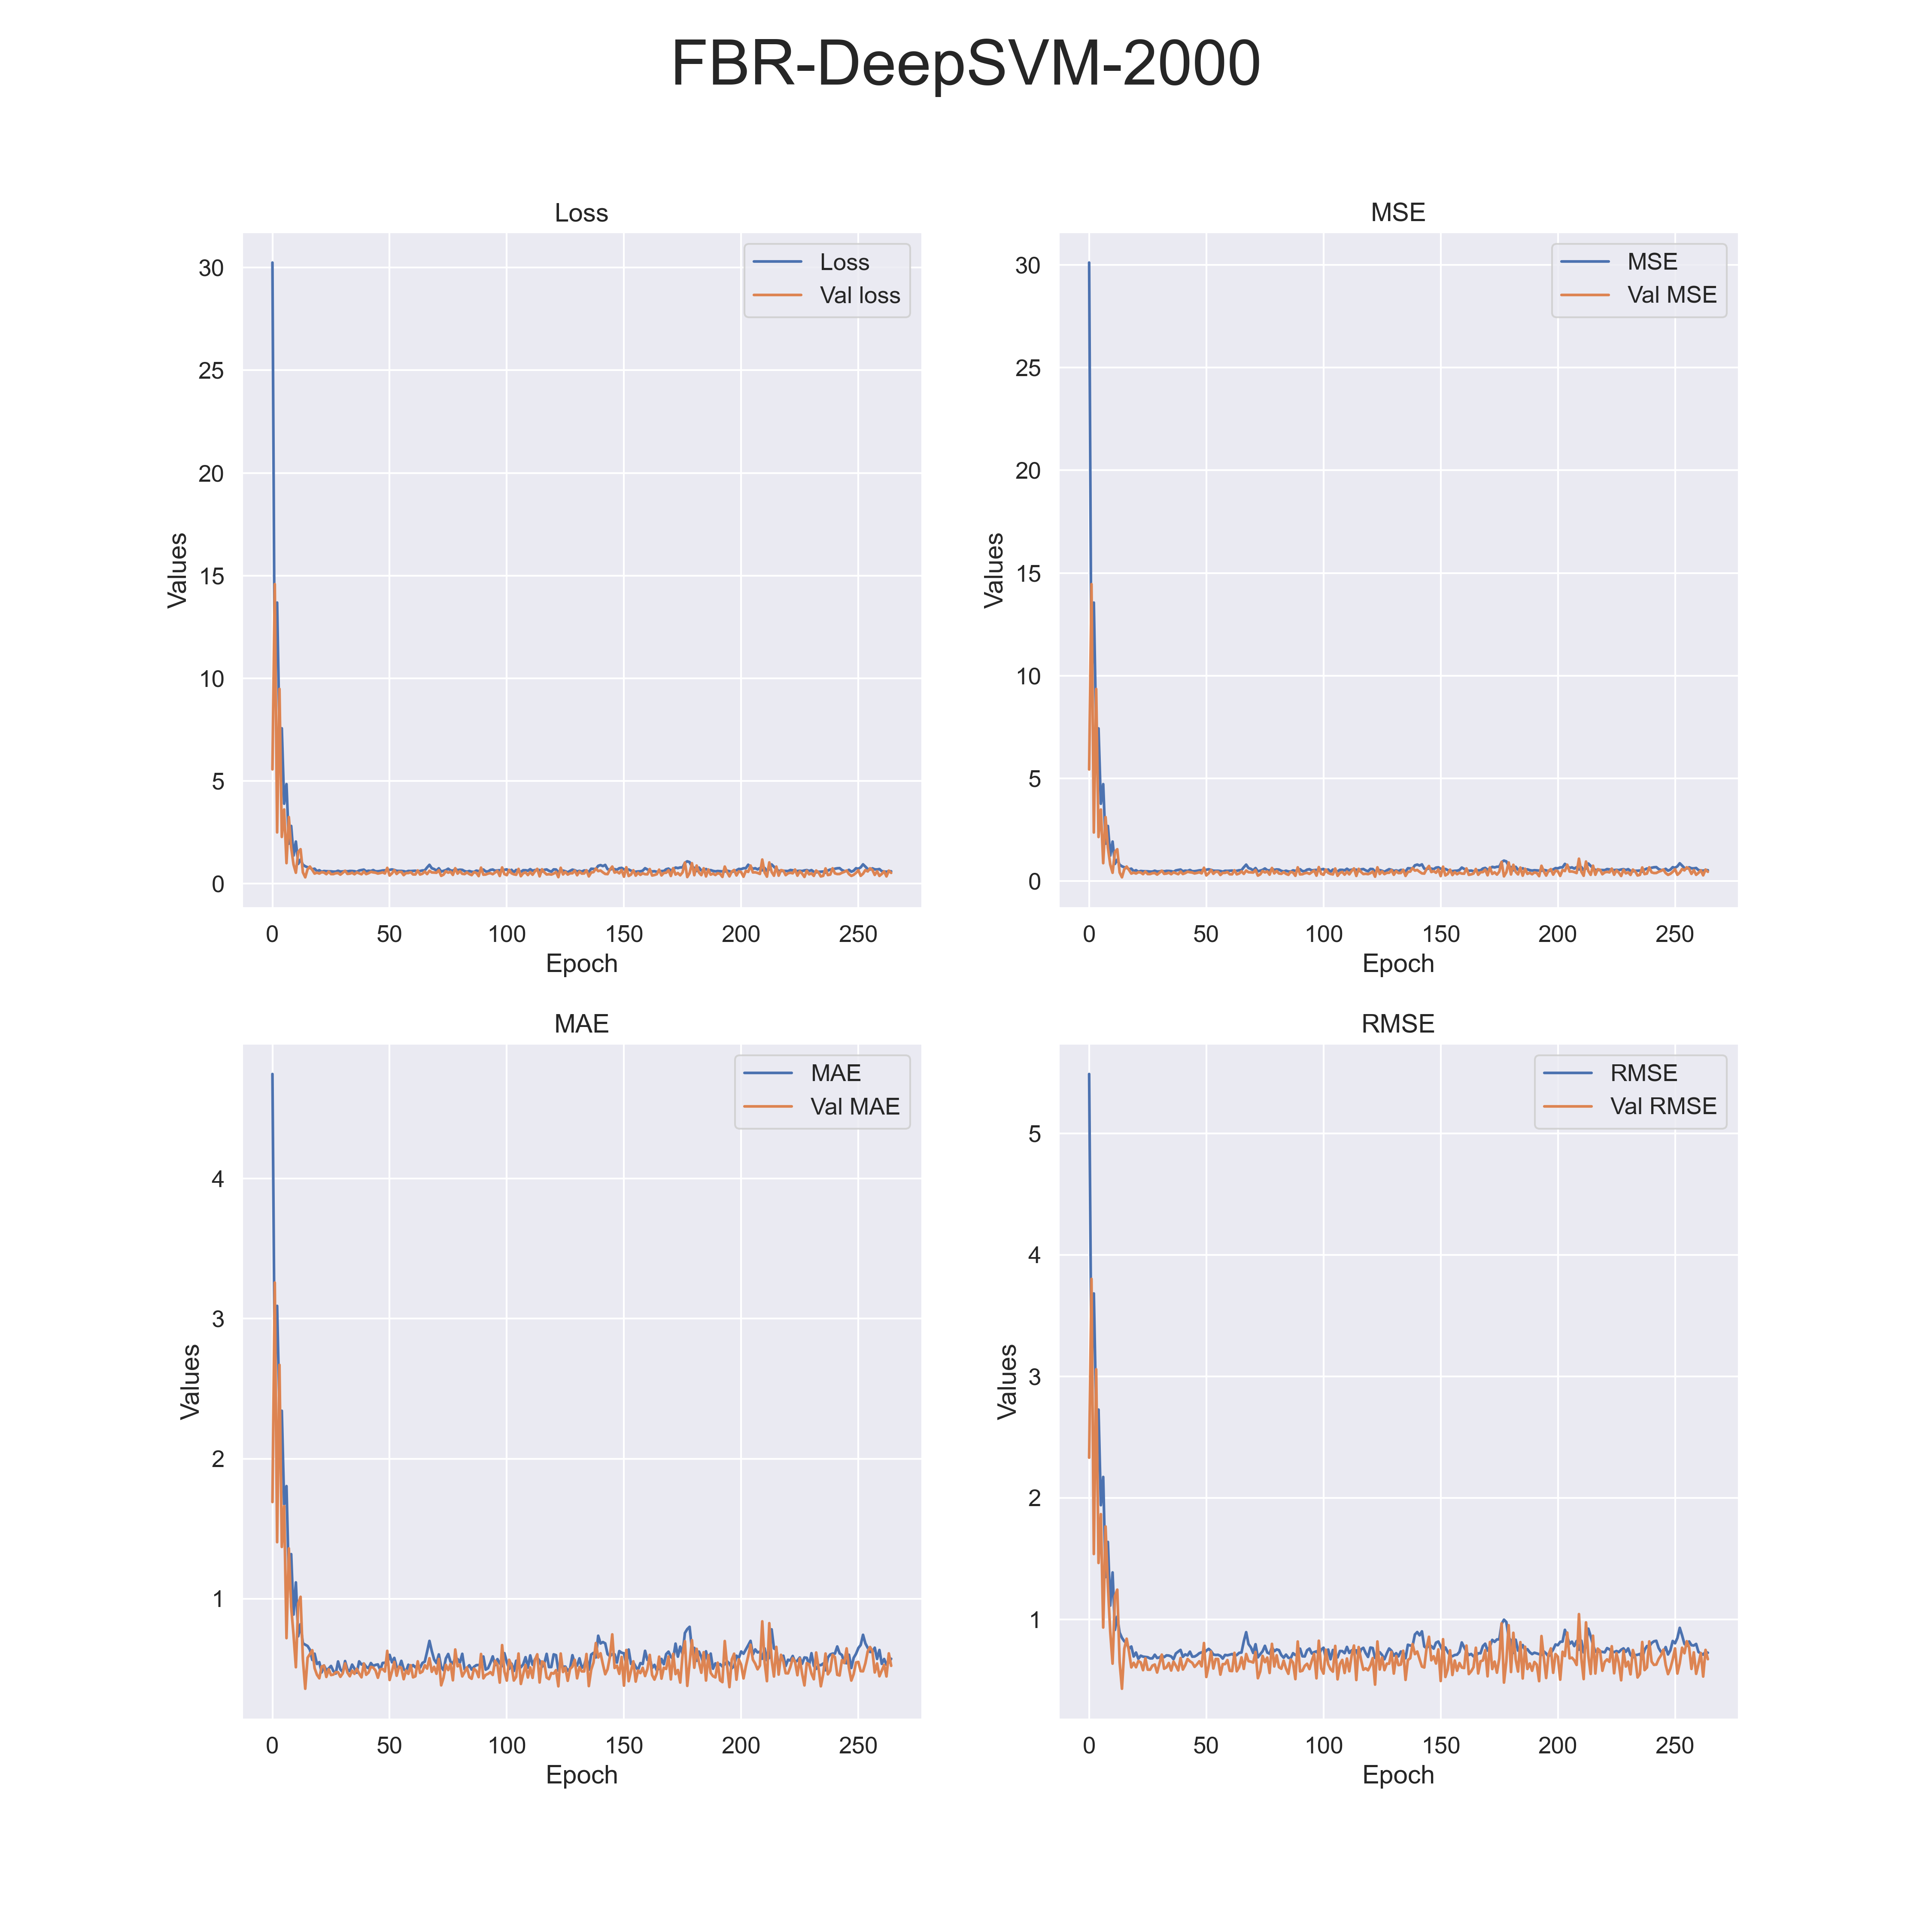 FBR-DeepSVM-2000
Loss
30
25
20
15
10
5
0
Values
0 50 100 150 200 250
Epoch
Loss
Val loss
MSE
30
25
20
15
10
5
0
Values
0 50 100 150 200 250
Epoch
MSE
Val MSE
MAE
4
3
2
1
Values
0 50 100 150 200 250
Epoch
MAE
Val MAE
RMSE
5
4
3
2
1
Values
0 50 100 150 200 250
Epoch
RMSE
Val RMSE